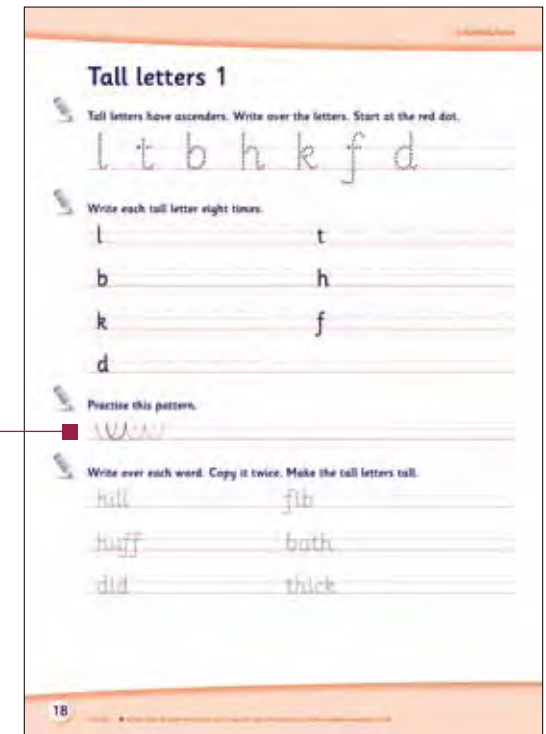 Tall letters 1
Tall letters have ascenders. Write over the letters. Start at the red dot.
l t b h k f d
Write each tall letter eight times.
l t
b h
k f
d
Practise this pattern.
Write over each word. Copy it twice. Make the tall letters tall.
hill fib
huff bath
did thick
18